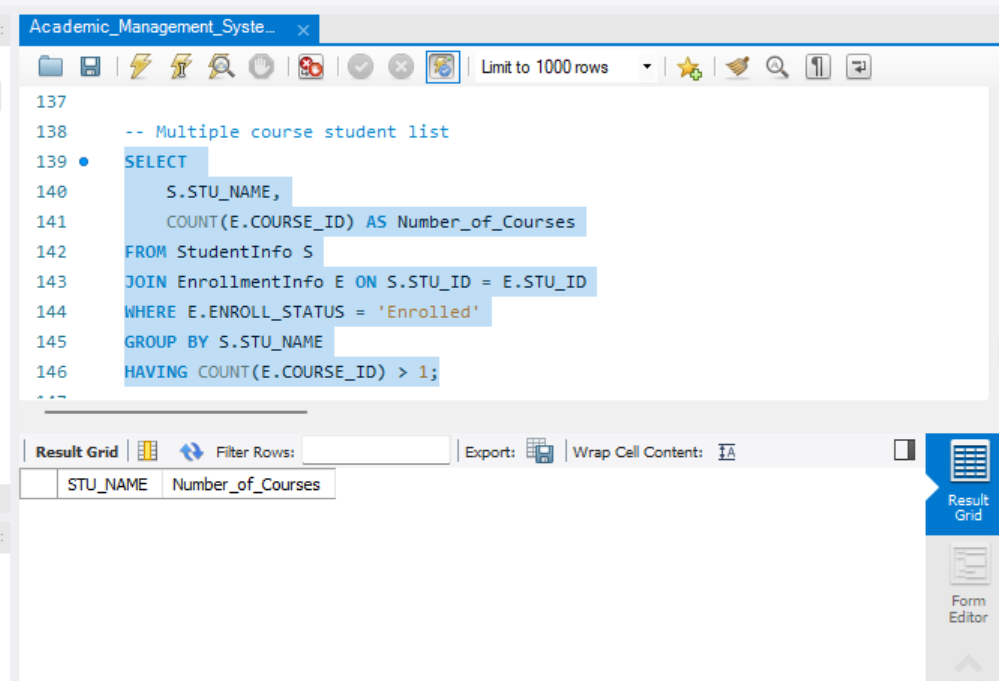 Academic_Management_Syste...
Limit to 1000 rows
137
138 -- Multiple course student list
139 SELECT
140 S.STU_NAME,
141 COUNT(E.COURSE_ID) AS Number_of_Courses
142 FROM StudentInfo S
143 JOIN EnrollmentInfo E ON S.STU_ID = E.STU_ID
144 WHERE E.ENROLL_STATUS = 'Enrolled'
145 GROUP BY S.STU_NAME
146 HAVING COUNT(E.COURSE_ID) > 1;
Result Grid Filter Rows: Export: Wrap Cell Content:
STU_NAME Number_of_Courses
Result
Grid
Form
Editor